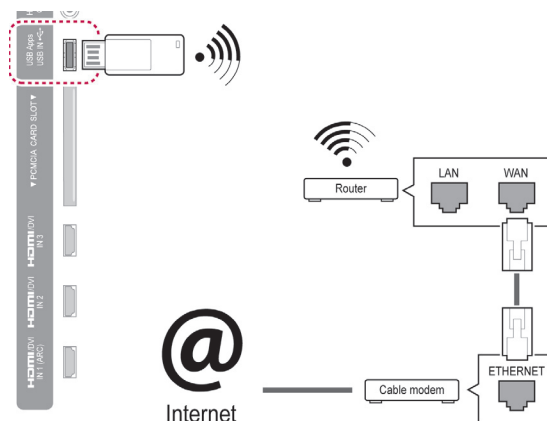 USB Apps
USB IN
▼ PCMCIA CARD SLOT ▼
HDMI/DVI
IN 3
HDMI/DVI
IN 2
HDMI/DVI
IN 1 (ARC)
Router
LAN
WAN
@
Internet
Cable modem
ETHERNET